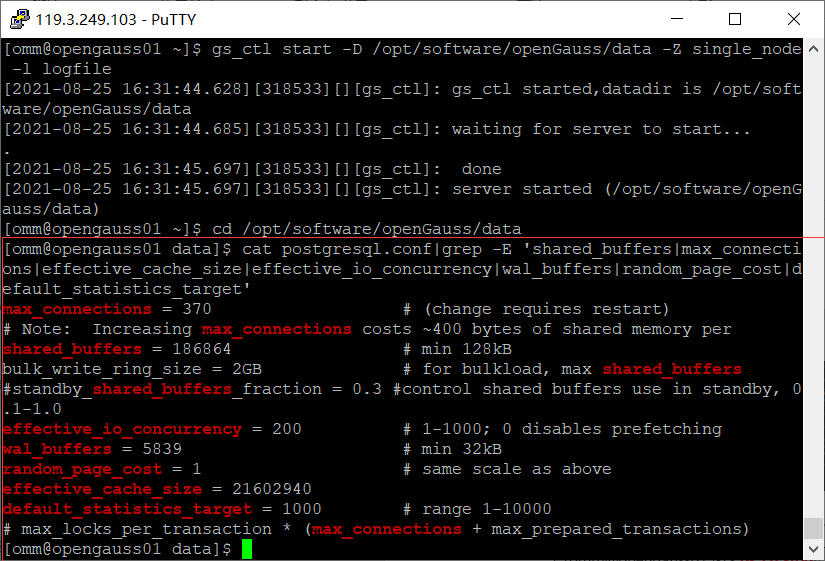 119.3.249.103 - PuTTY
[omm@opengauss01 ~]$ gs_ctl start -D /opt/software/openGauss/data -Z single_node
 -l logfile
[2021-08-25 16:31:44.628][318533][][gs_ctl]: gs_ctl started,datadir is /opt/soft
ware/openGauss/data
[2021-08-25 16:31:44.685][318533][][gs_ctl]: waiting for server to start...
.
[2021-08-25 16:31:45.697][318533][][gs_ctl]:  done
[2021-08-25 16:31:45.697][318533][][gs_ctl]: server started (/opt/software/openG
auss/data)
[omm@opengauss01 ~]$ cd /opt/software/openGauss/data
[omm@opengauss01 data]$ cat postgresql.conf|grep -E 'shared_buffers|max_connecti
ons|effective_cache_size|effective_io_concurrency|wal_buffers|random_page_cost|d
efault_statistics_target'
max_connections = 370                   # (change requires restart)
# Note:  Increasing max_connections costs ~400 bytes of shared memory per
shared_buffers = 186864                 # min 128kB
bulk_write_ring_size = 2GB              # for bulkload, max shared_buffers
#standby_shared_buffers_fraction = 0.3 #control shared buffers use in standby, 0
.1-1.0
effective_io_concurrency = 200          # 1-1000; 0 disables prefetching
wal_buffers = 5839                      # min 32kB
random_page_cost = 1                    # same scale as above
effective_cache_size = 21602940
default_statistics_target = 1000        # range 1-10000
# max_locks_per_transaction * (max_connections + max_prepared_transactions)
[omm@opengauss01 data]$